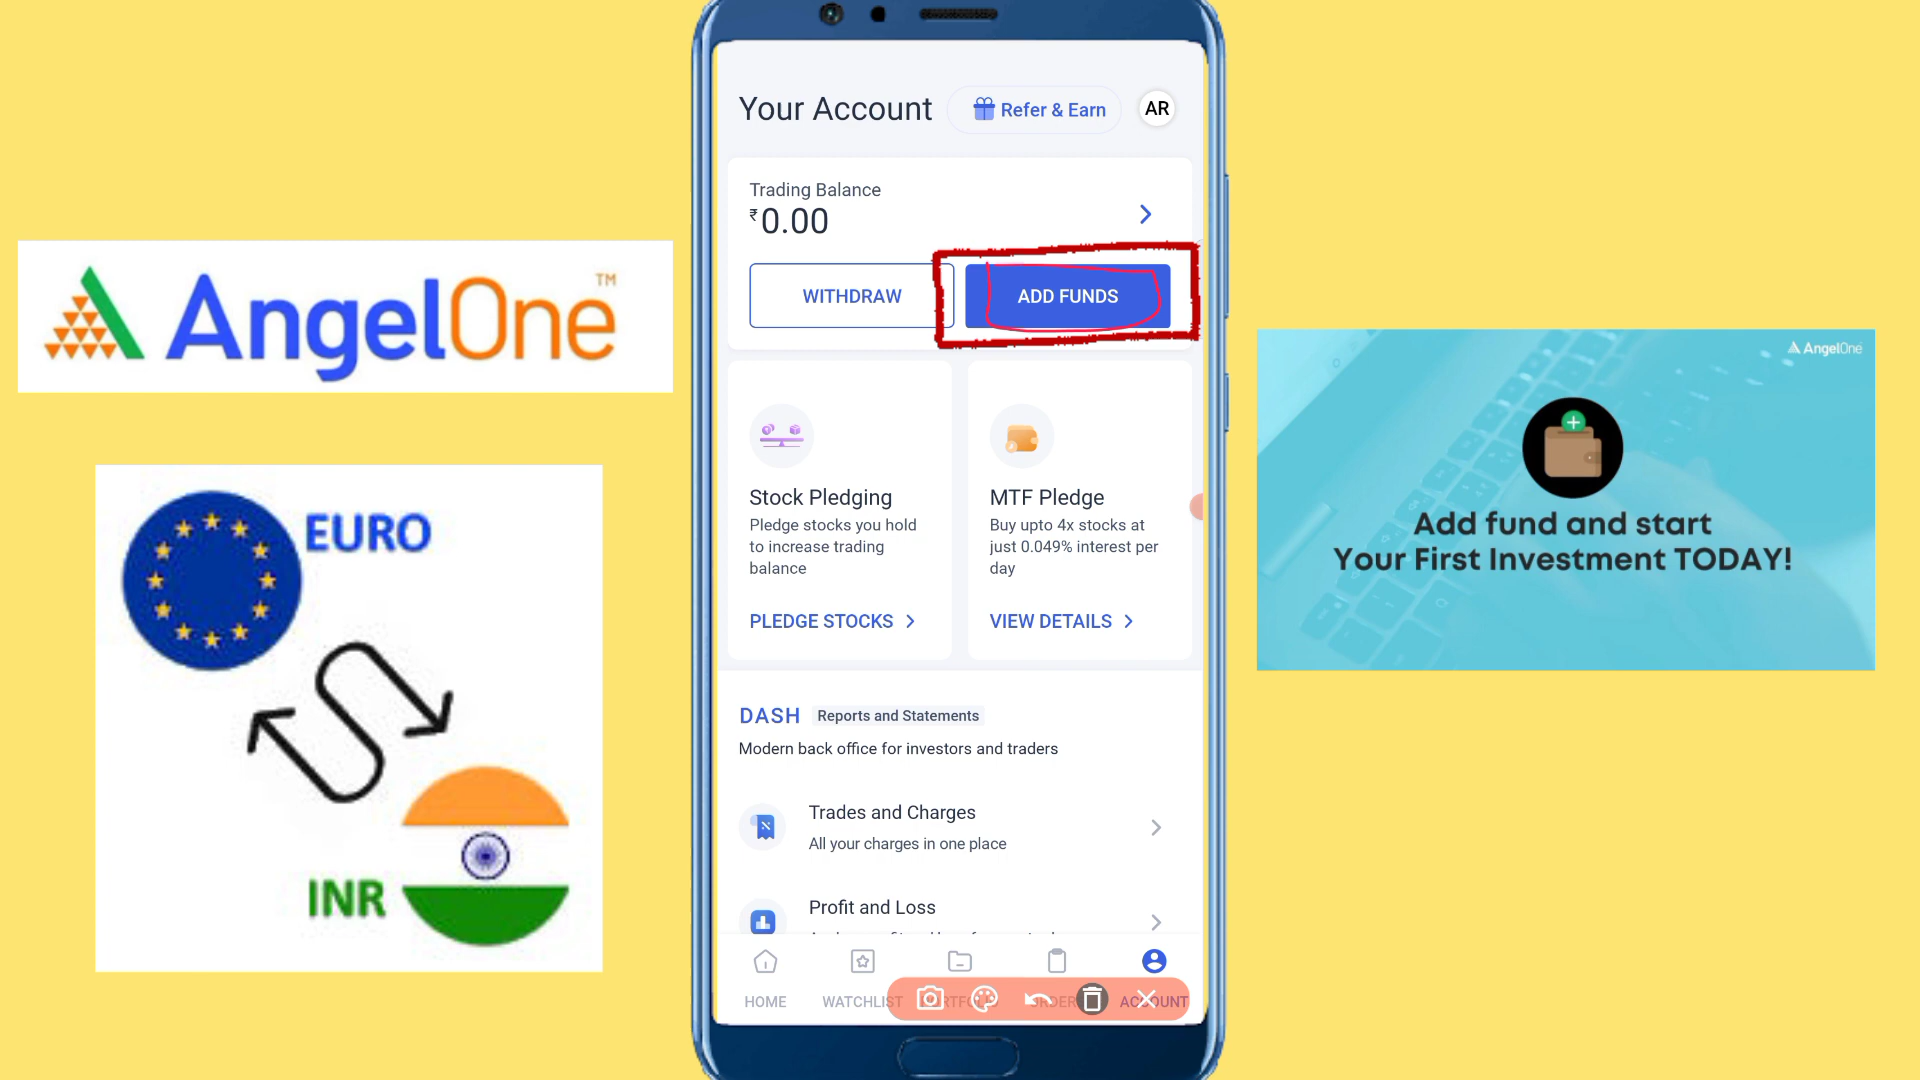 AngelOne™
EURO
INR
Your Account
Refer & Earn
AR
Trading Balance
₹0.00
WITHDRAW
ADD FUNDS
Stock Pledging
Pledge stocks you hold
to increase trading
balance
PLEDGE STOCKS
MTF Pledge
Buy upto 4x stocks at
just 0.049% interest per
day
VIEW DETAILS
DASH Reports and Statements
Modern back office for investors and traders
Trades and Charges
All your charges in one place
Profit and Loss
HOME
WATCHLIST
ACCOUNT
AngelOne
Add fund and start
Your First Investment TODAY!